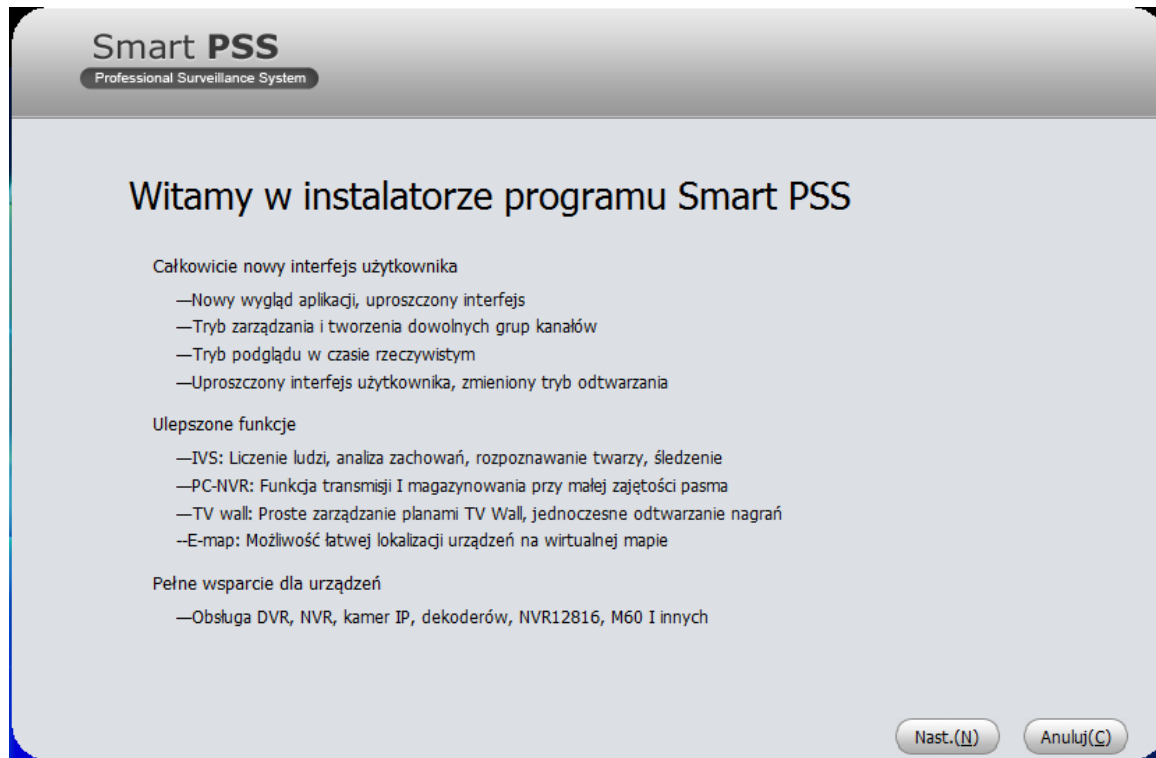 Smart PSS
Professional Surveillance System
Witamy w instalatorze programu Smart PSS
Całkowicie nowy interfejs użytkownika
—Nowy wygląd aplikacji, uproszczony interfejs
—Tryb zarządzania i tworzenia dowolnych grup kanałów
—Tryb podglądu w czasie rzeczywistym
—Uproszczony interfejs użytkownika, zmieniony tryb odtwarzania
Ulepszone funkcje
—IVS: Liczenie ludzi, analiza zachowań, rozpoznawanie twarzy, śledzenie
—PC-NVR: Funkcja transmisji I magazynowania przy małej zajętości pasma
—TV wall: Proste zarządzanie planami TV Wall, jednoczesne odtwarzanie nagrań
--E-map: Możliwość łatwej lokalizacji urządzeń na wirtualnej mapie
Pełne wsparcie dla urządzeń
—Obsługa DVR, NVR, kamer IP, dekoderów, NVR12816, M60 I innych
Nast.(N) Anuluj(C)